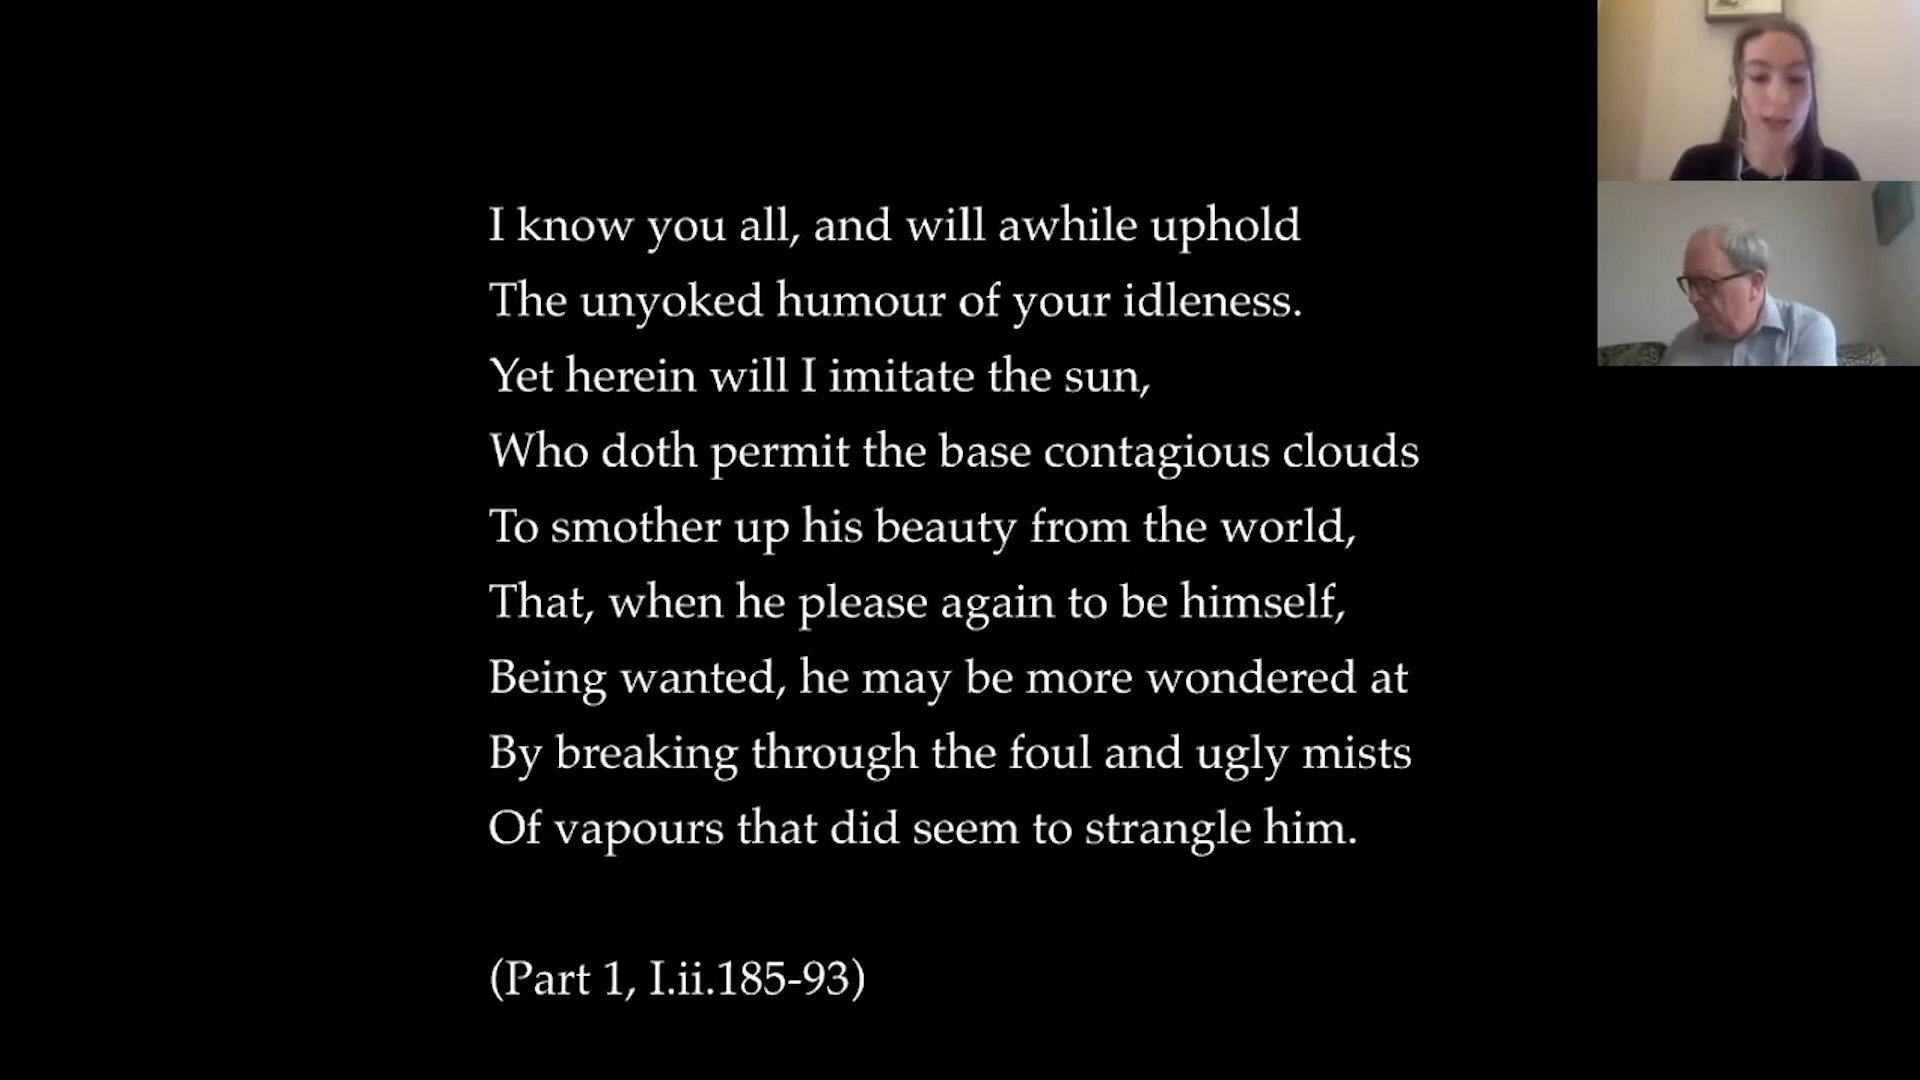 I know you all, and will awhile uphold
The unyoked humour of your idleness.
Yet herein will I imitate the sun,
Who doth permit the base contagious clouds
To smother up his beauty from the world,
That, when he please again to be himself,
Being wanted, he may be more wondered at
By breaking through the foul and ugly mists
Of vapours that did seem to strangle him.
(Part 1, I.ii.185-93)